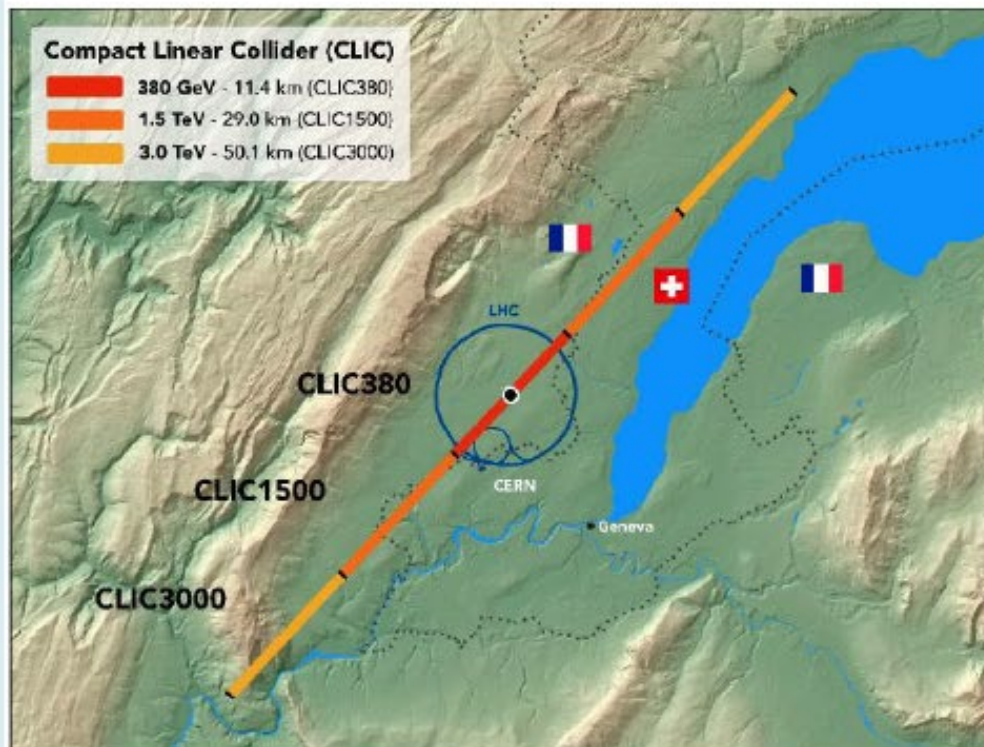 Compact Linear Collider (CLIC)
380 GeV - 11.4 km (CLIC380)
1.5 TeV - 29.0 km (CLIC1500)
3.0 TeV - 50.1 km (CLIC3000)
LHC
CLIC380
CLIC1500
CERN
Geneva
CLIC3000